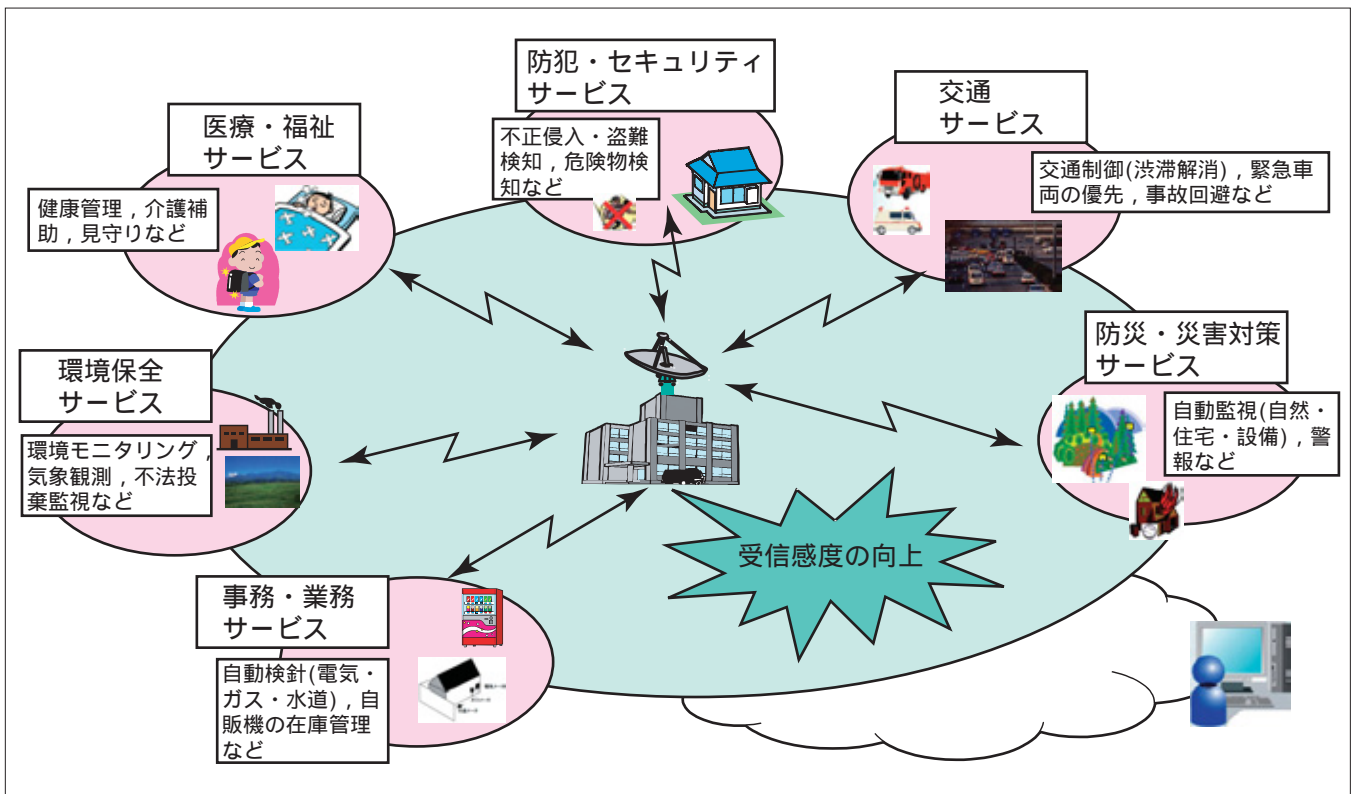 防犯・セキュリティ
サービス
不正侵入・盗難
検知，危険物検
知など
交通
サービス
交通制御(渋滞解消)，緊急車
両の優先，事故回避など
医療・福祉
サービス
健康管理，介護補
助，見守りなど
防災・災害対策
サービス
自動監視(自然・
住宅・設備)，警
報など
環境保全
サービス
環境モニタリング，
気象観測，不法投
棄監視など
受信感度の向上
事務・業務
サービス
自動検針(電気・
ガス・水道)，自
販機の在庫管理
など